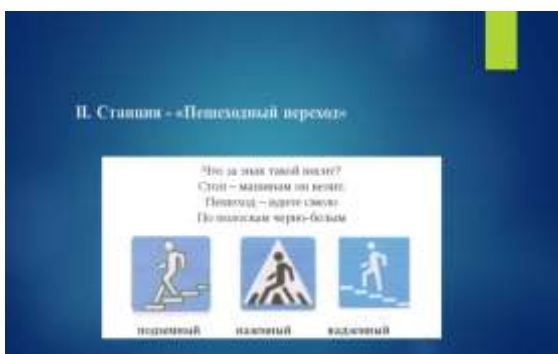 II. Станция - «Пешеходный переход»
Что за знак такой висит?
Стоп – машинам он велит.
Пешеход – идите смело
По полоскам черно-белым
подземный наземный надземный